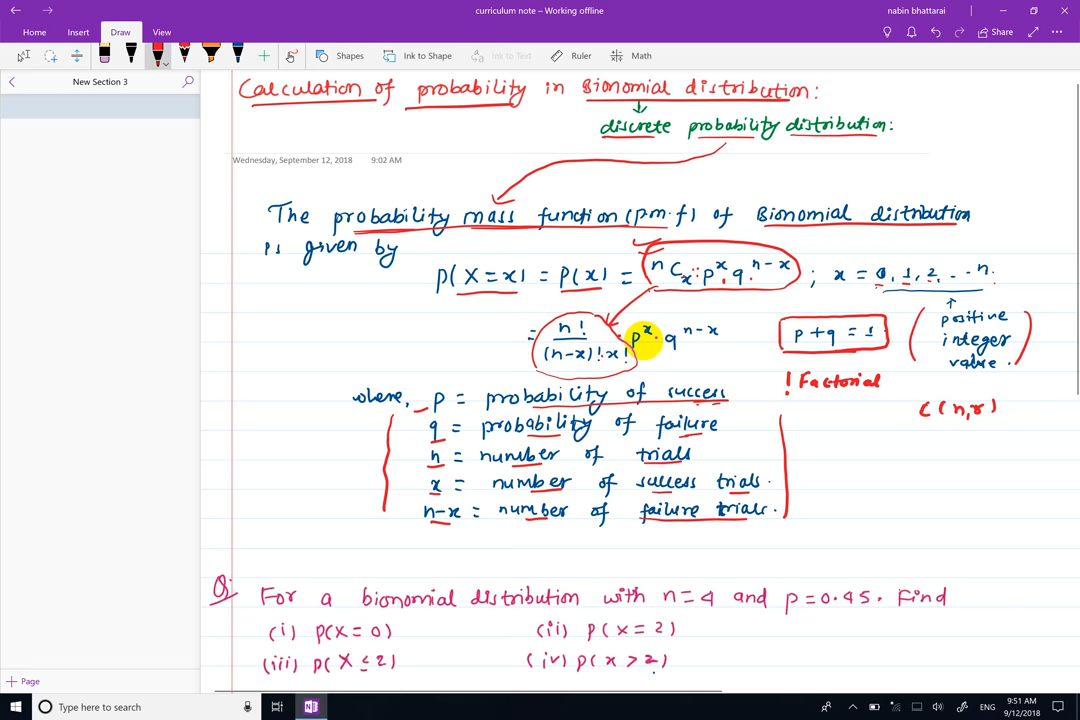 curriculum note – Working offline
nabin bhattarai
Home Insert Draw View
Share
Shapes Ink to Shape Ink to Text Ruler Math
New Section 3
Calculation of probability in Bionomial distribution:
discrete probability distribution:
Wednesday, September 12, 2018 9:02 AM
The probability mass function (p.m.f) of Bionomial distribution
is given by
P(X=x) = P(x) = nCx · p^x · q^n-x ; x = 0, 1, 2, ... n.
positive
integer
value.
= n! / (n-x)! x! · p^x · q^n-x
p+q = 1
! Factorial
C(n,r)
where, p = probability of success
q = probability of failure
n = number of trials
x = number of success trials.
n-x = number of failure trials.
Q: For a bionomial distribution with n=4 and p=0.45. Find
(i) P(X=0) (ii) P(x=2)
(iii) P(X ≤ 2) (iv) P(x > 2)
+ Page
Type here to search
ENG
9:51 AM
9/12/2018